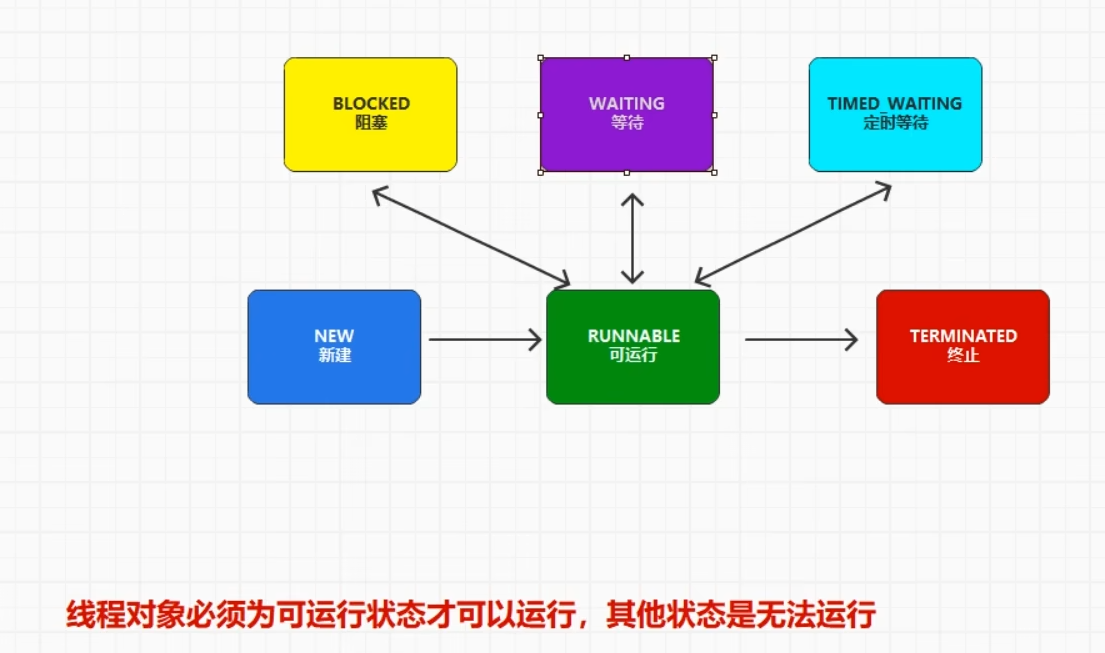 BLOCKED
阻塞
WAITING
等待
TIMED_WAITING
定时等待
NEW
新建
RUNNABLE
可运行
TERMINATED
终止
线程对象必须为可运行状态才可以运行，其他状态是无法运行